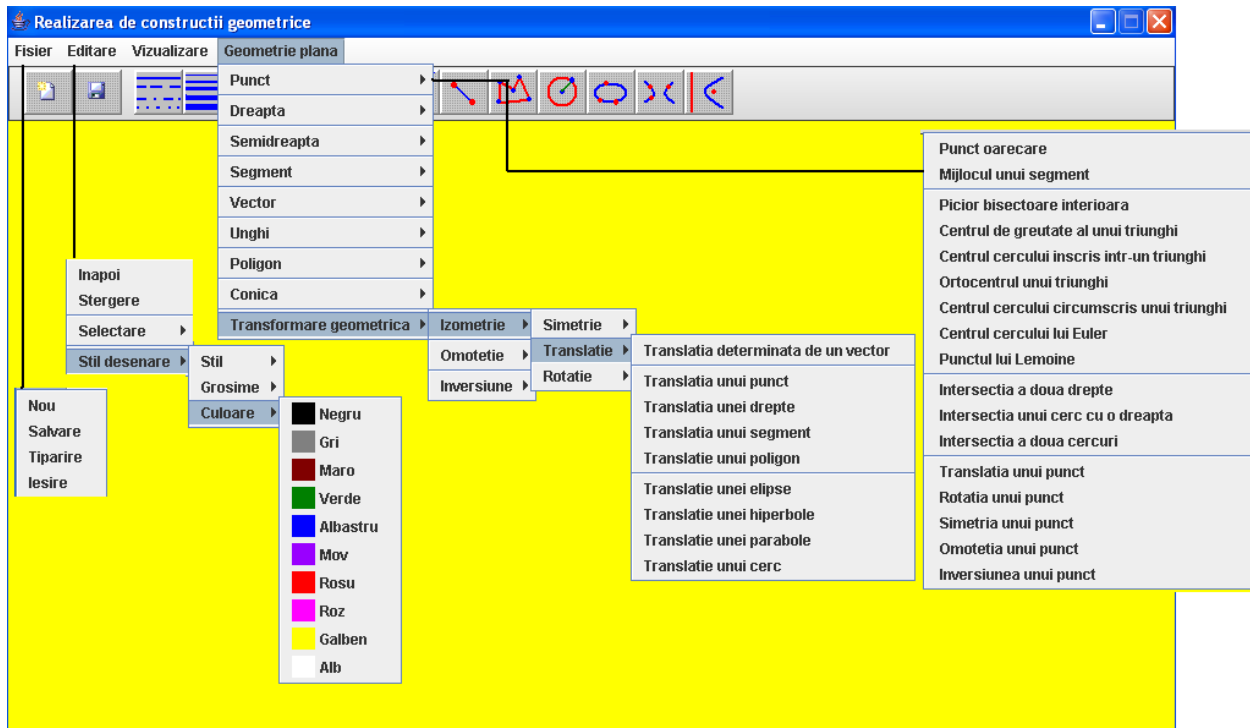 Realizarea de constructii geometrice
Fisier Editare Vizualizare Geometrie plana
Punct
Dreapta
Semidreapta
Segment
Vector
Unghi
Poligon
Conica
Transformare geometrica
Inapoi
Stergere
Selectare
Stil desenare
Nou
Salvare
Tiparire
Iesire
Stil
Grosime
Culoare
Negru
Gri
Maro
Verde
Albastru
Mov
Rosu
Roz
Galben
Alb
Izometrie
Omotetie
Inversiune
Simetrie
Translatie
Rotatie
Translatia determinata de un vector
Translatia unui punct
Translatia unei drepte
Translatia unui segment
Translatie unui poligon
Translatie unei elipse
Translatie unei hiperbole
Translatie unei parabole
Translatie unui cerc
Punct oarecare
Mijlocul unui segment
Picior bisectoare interioara
Centrul de greutate al unui triunghi
Centrul cercului inscris intr-un triunghi
Ortocentrul unui triunghi
Centrul cercului circumscris unui triunghi
Centrul cercului lui Euler
Punctul lui Lemoine
Intersectia a doua drepte
Intersectia unui cerc cu o dreapta
Intersectia a doua cercuri
Translatia unui punct
Rotatia unui punct
Simetria unui punct
Omotetia unui punct
Inversiunea unui punct